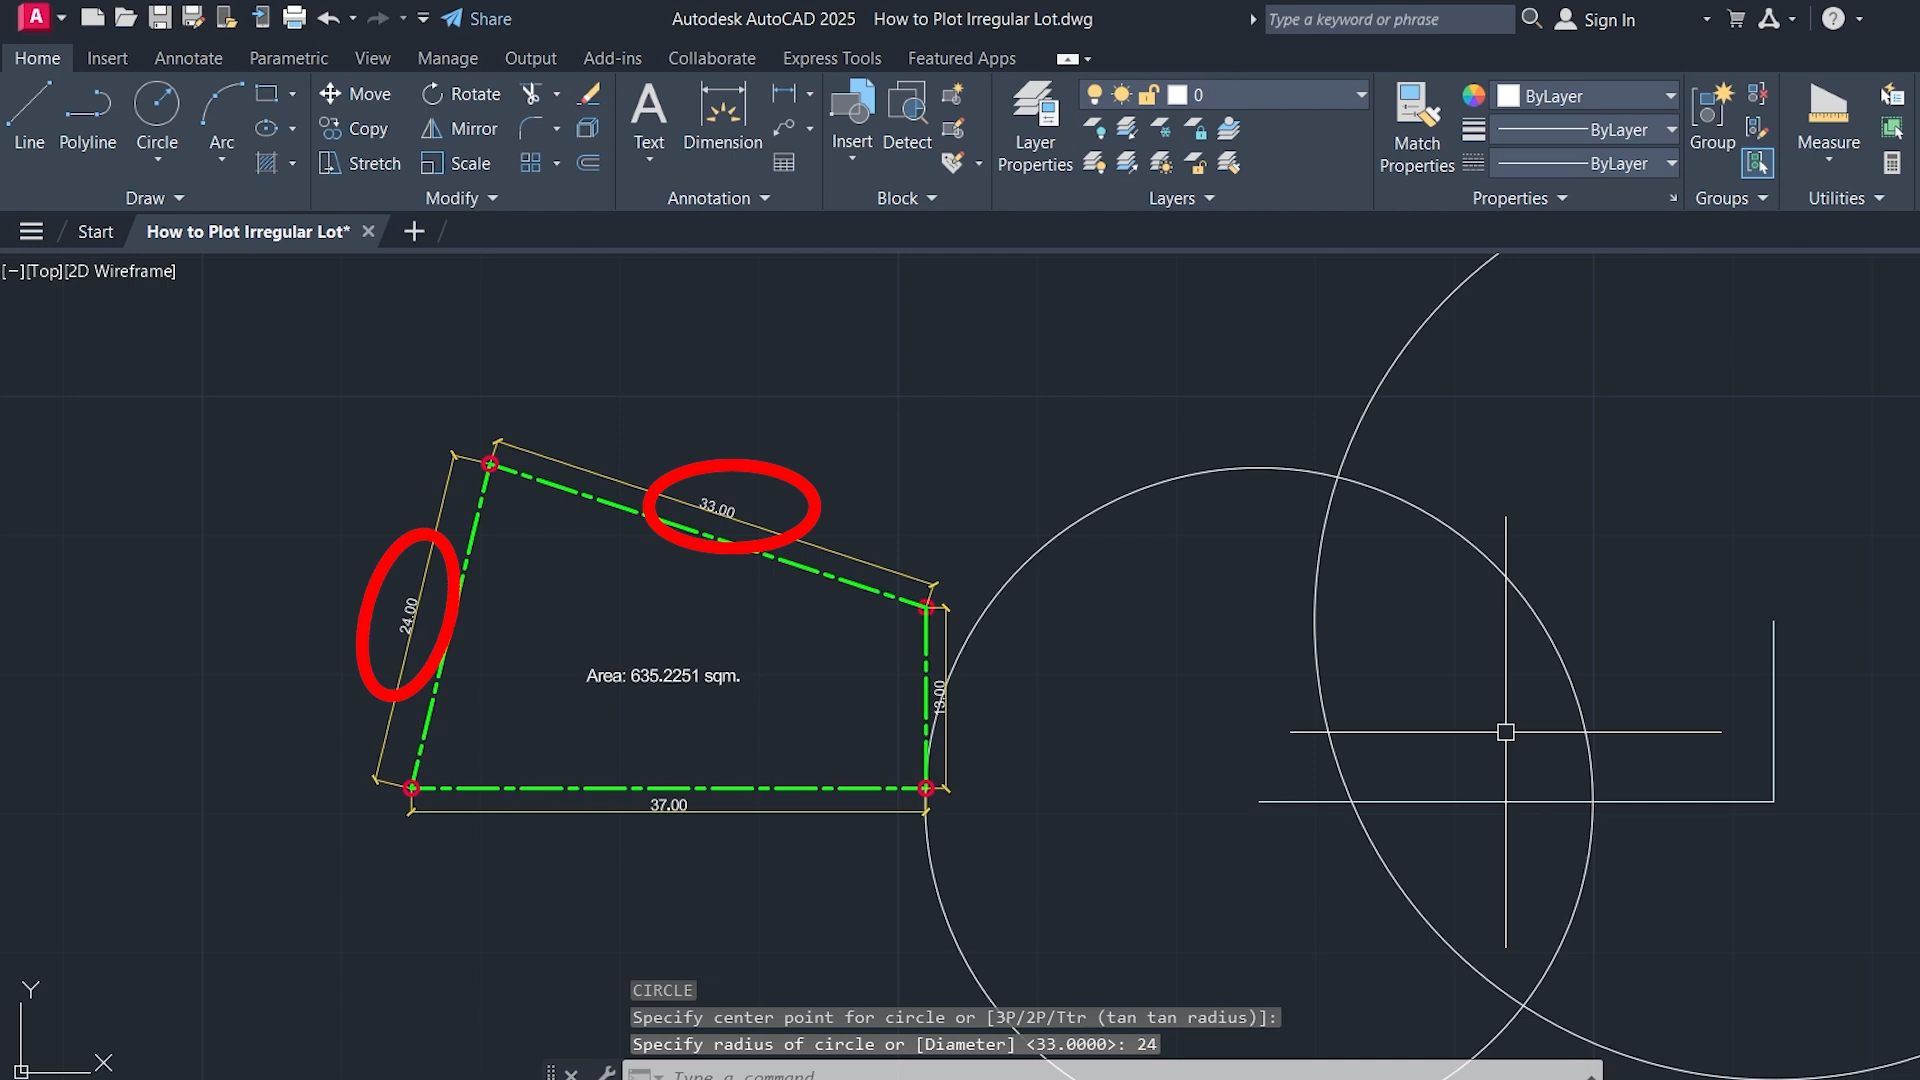 A Share Autodesk AutoCAD 2025 How to Plot Irregular Lot.dwg Type a keyword or phrase Sign In ?
Home Insert Annotate Parametric View Manage Output Add-ins Collaborate Express Tools Featured Apps
Line Polyline Circle Arc
Move Rotate
Copy Mirror
Stretch Scale
A Text Dimension
Insert Detect
Layer Properties
0
Match Properties
ByLayer
ByLayer
ByLayer
Group
Measure
Draw Modify Annotation Block Layers Properties Groups Utilities
Start How to Plot Irregular Lot* × +
[−][Top][2D Wireframe]
33.00
24.00
Area: 635.2251 sqm.
13.00
37.00
Y
X
CIRCLE
Specify center point for circle or [3P/2P/Ttr (tan tan radius)]:
Specify radius of circle or [Diameter] <33.0000>: 24
Type a command